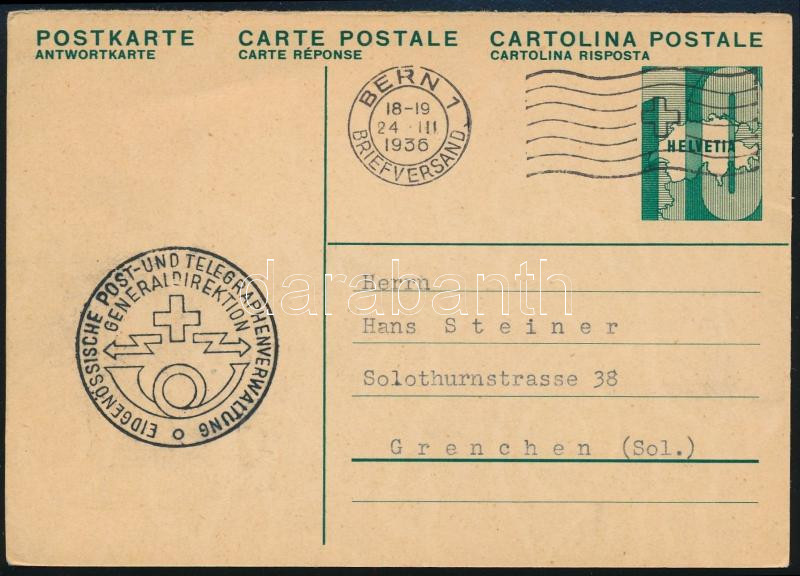 POSTKARTE CARTE POSTALE CARTOLINA POSTALE
ANTWORTKARTE CARTE RÉPONSE CARTOLINA RISPOSTA
BERN 1
18-19
24 · III
1936
BRIEFVERSAND
10
HELVETIA
EIDGENÖSSISCHE POST-UND TELEGRAPHENVERWALTUNG
GENERALDIREKTION
darabanth
Herrn
Hans Steiner
Solothurnstrasse 38
Grenchen (Sol.)